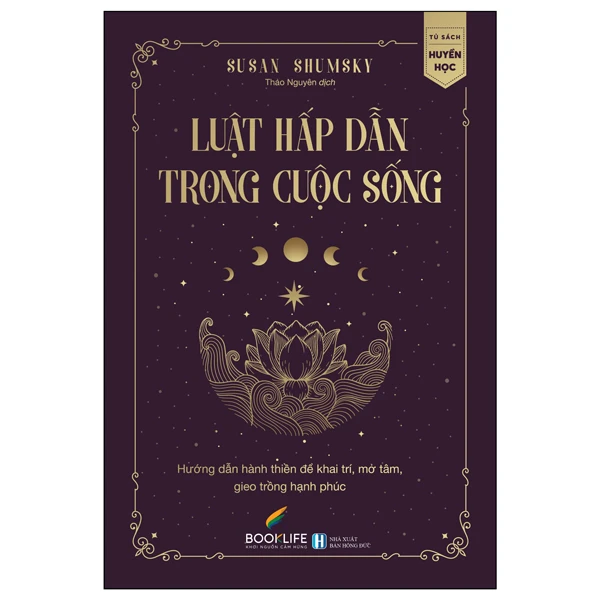 TỦ SÁCH
HUYỀN
HỌC
SUSAN SHUMSKY
Thảo Nguyên dịch
LUẬT HẤP DẪN
TRONG CUỘC SỐNG
Hướng dẫn hành thiền để khai trí, mở tâm,
gieo trồng hạnh phúc
BOOKLIFE
KHƠI NGUỒN CẢM HỨNG
H
NHÀ XUẤT
BẢN HỒNG ĐỨC